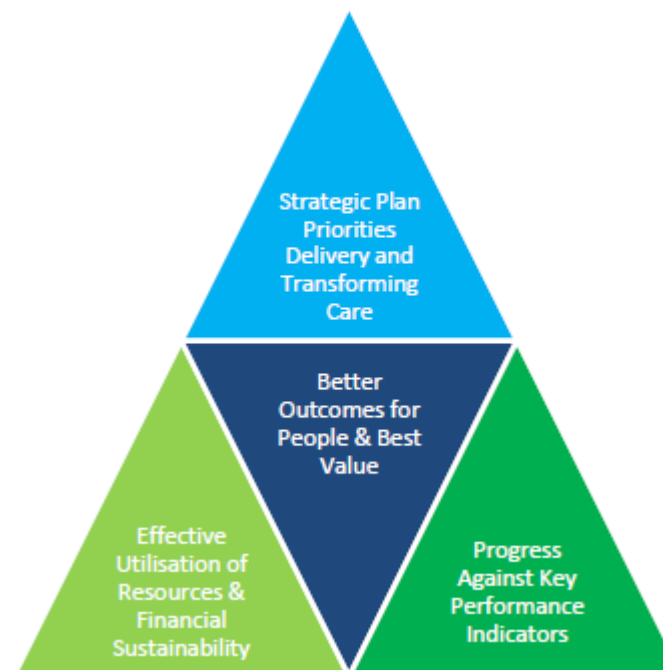 Strategic Plan
Priorities
Delivery and
Transforming
Care
Better
Outcomes for
People & Best
Value
Effective
Utilisation of
Resources &
Financial
Sustainability
Progress
Against Key
Performance
Indicators